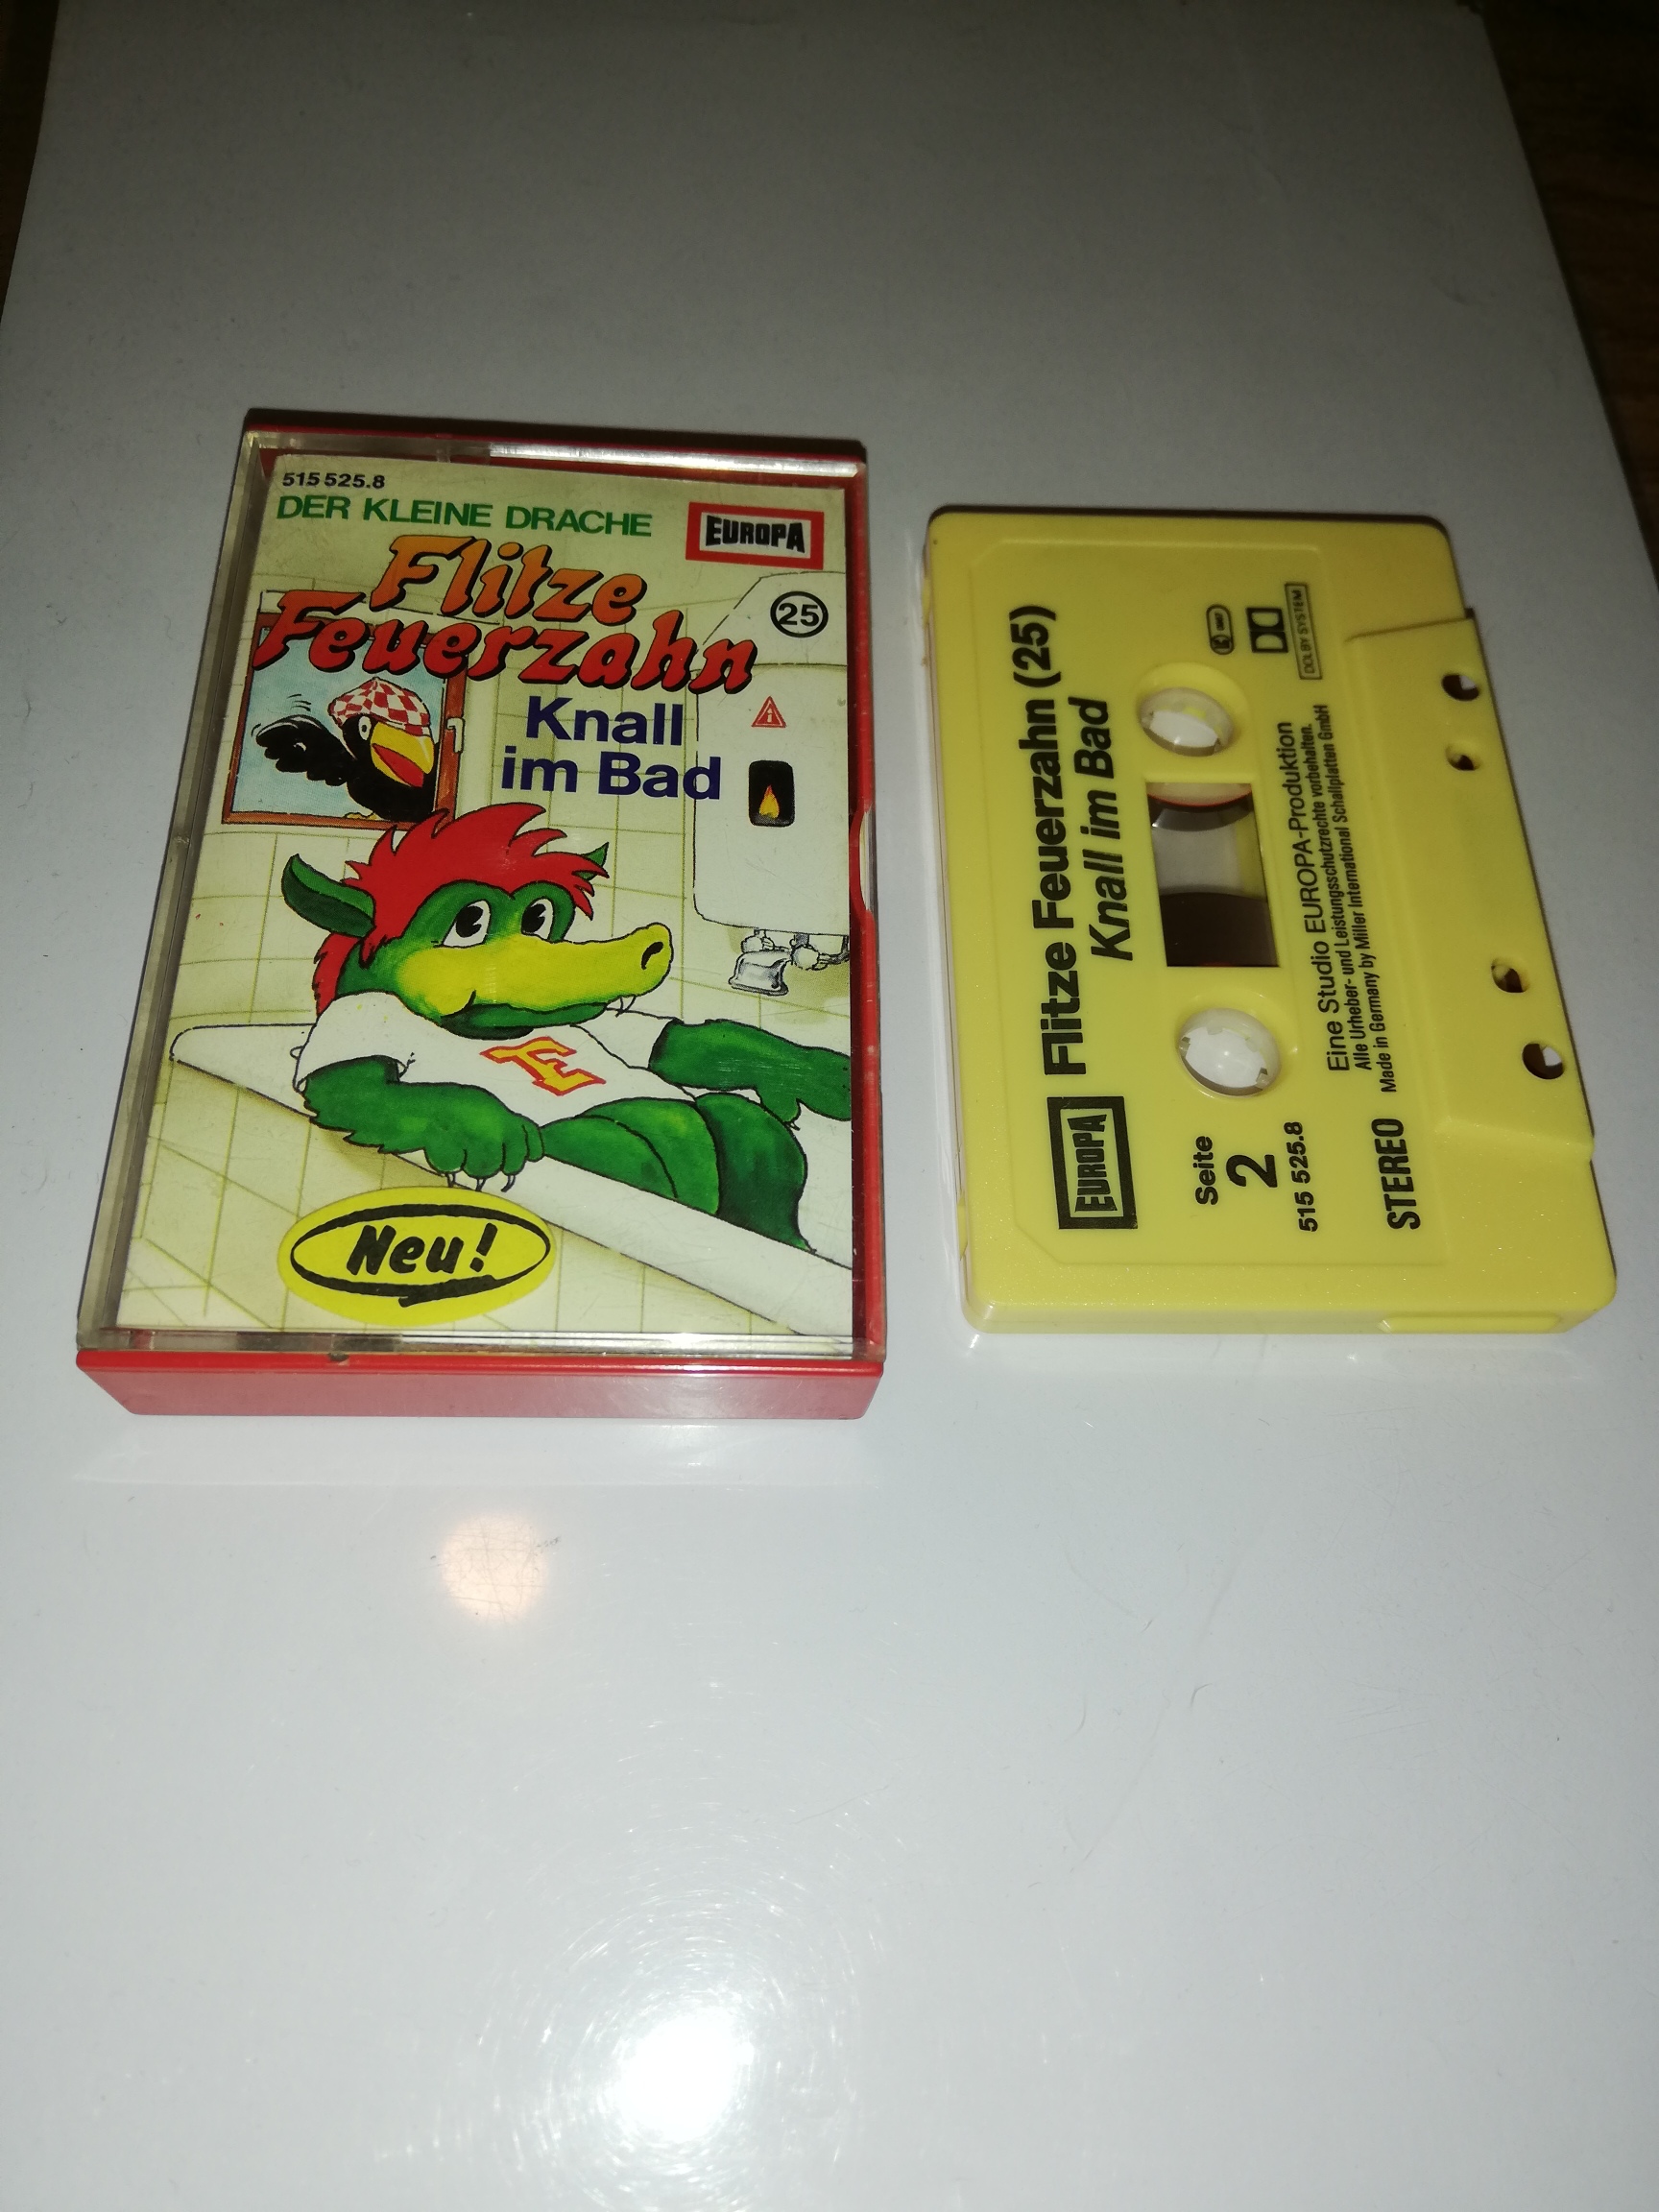 515 525.8
DER KLEINE DRACHE
EUROPA
Flitze
Feuerzahn
25
Knall
im Bad
F
Neu!
EUROPA
Flitze Feuerzahn (25)
Knall im Bad
Seite
2
515 525.8
STEREO
DOLBY SYSTEM
Eine Studio EUROPA-Produktion
Alle Urheber- und Leistungsschutzrechte vorbehalten.
Made in Germany by Miller International Schallplatten GmbH